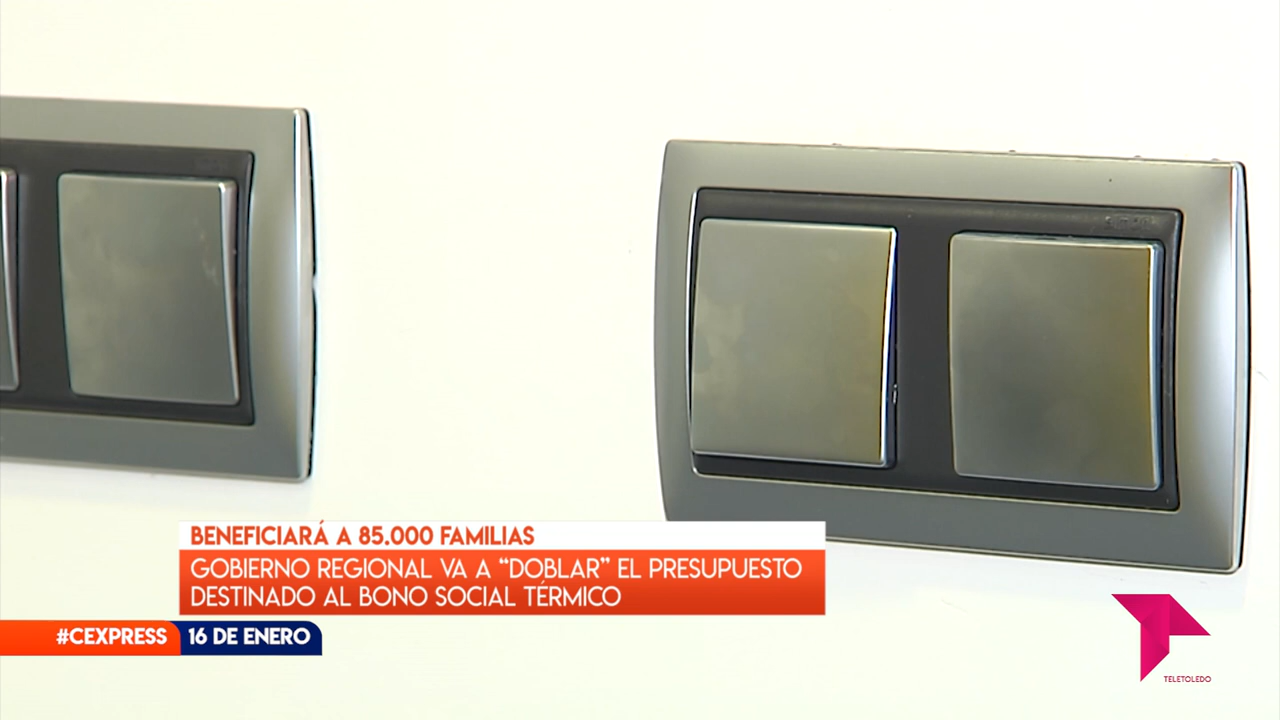 BENEFICIARÁ A 85.000 FAMILIAS
GOBIERNO REGIONAL VA A “DOBLAR” EL PRESUPUESTO
DESTINADO AL BONO SOCIAL TÉRMICO
#CEXPRESS 16 DE ENERO
TELETOLEDO